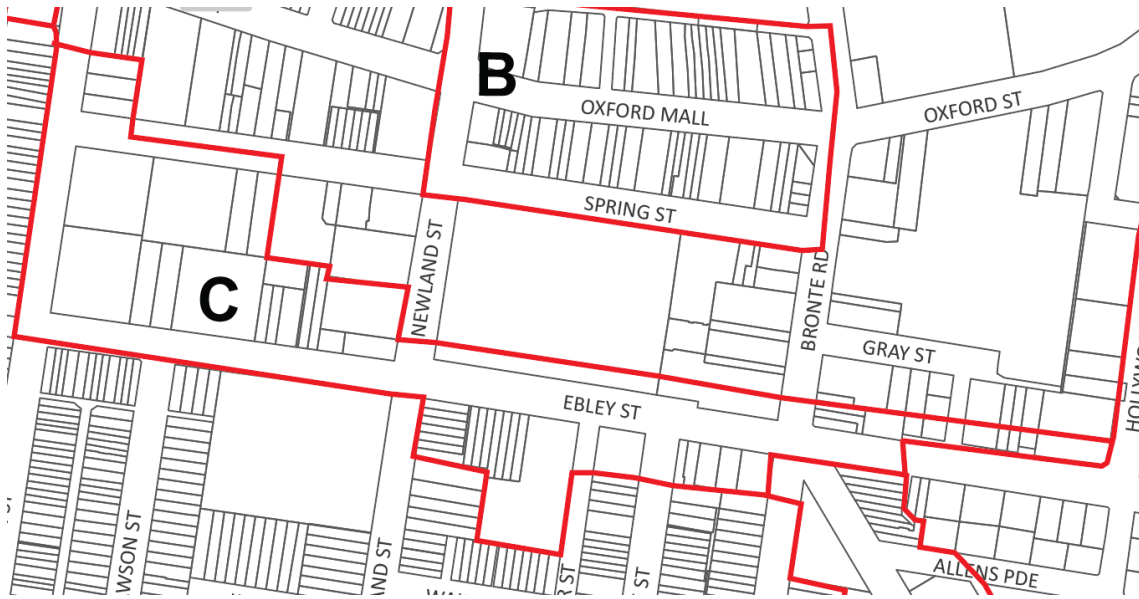 B
OXFORD MALL
OXFORD ST
SPRING ST
NEWLAND ST
BRONTE RD
C
GRAY ST
EBLEY ST
ALLENS PDE